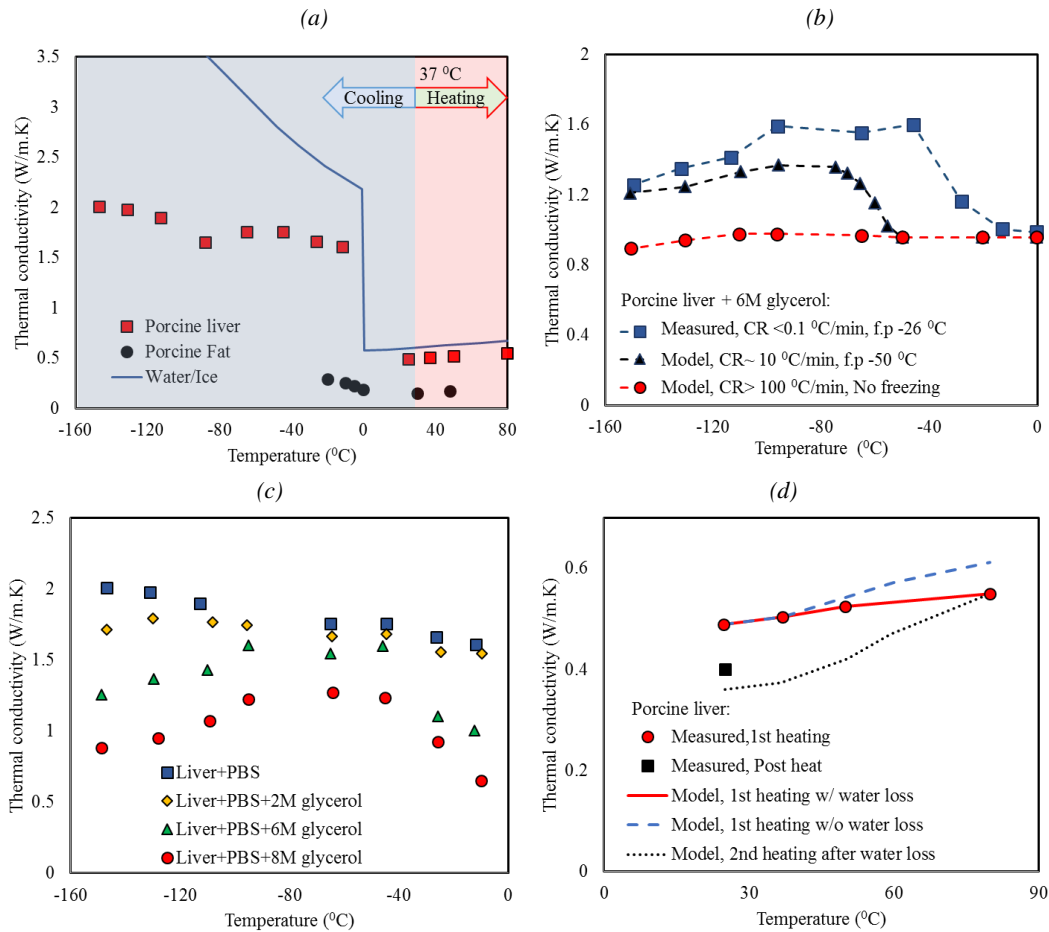 (a)
3.5
3
2.5
2
1.5
1
0.5
0
-160
-120
-80
-40
0
40
80
Thermal conductivity (W/m.K)
Temperature (⁰C)
37 ⁰C
Cooling
Heating
Porcine liver
Porcine Fat
Water/Ice
(b)
2
1.6
1.2
0.8
0.4
0
-160
-120
-80
-40
0
Thermal conductivity (W/m.K)
Temperature (⁰C)
Porcine liver + 6M glycerol:
Measured, CR <0.1 ⁰C/min, f.p -26 ⁰C
Model, CR~ 10 ⁰C/min, f.p -50 ⁰C
Model, CR> 100 ⁰C/min, No freezing
(c)
2.5
2
1.5
1
0.5
0
-160
-120
-80
-40
0
Thermal conductivity (W/m.K)
Temperature (⁰C)
Liver+PBS
Liver+PBS+2M glycerol
Liver+PBS+6M glycerol
Liver+PBS+8M glycerol
(d)
0.6
0.4
0.2
0
0
30
60
90
Thermal conductivity (W/m.K)
Temperature (⁰C)
Porcine liver:
Measured,1st heating
Measured, Post heat
Model, 1st heating w/ water loss
Model, 1st heating w/o water loss
Model, 2nd heating after water loss